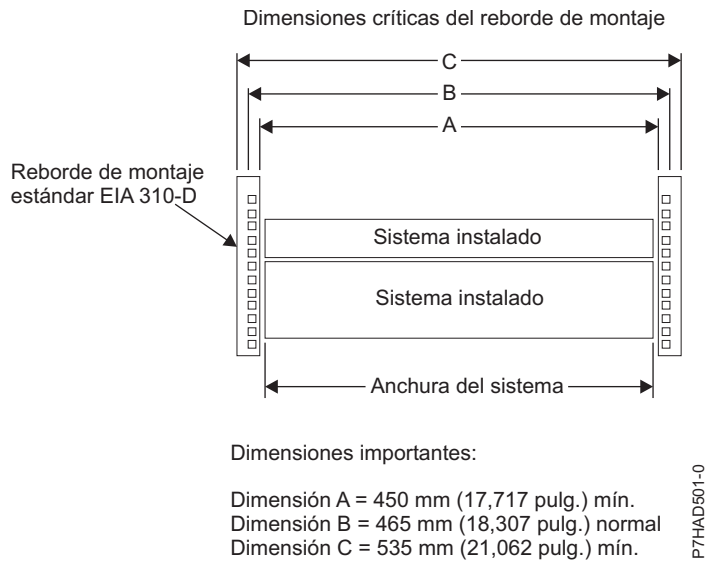 Dimensiones críticas del reborde de montaje
C
B
A
Reborde de montaje
estándar EIA 310-D
Sistema instalado
Sistema instalado
Anchura del sistema
Dimensiones importantes:
Dimensión A = 450 mm (17,717 pulg.) mín.
Dimensión B = 465 mm (18,307 pulg.) normal
Dimensión C = 535 mm (21,062 pulg.) mín.
P7HAD501-0